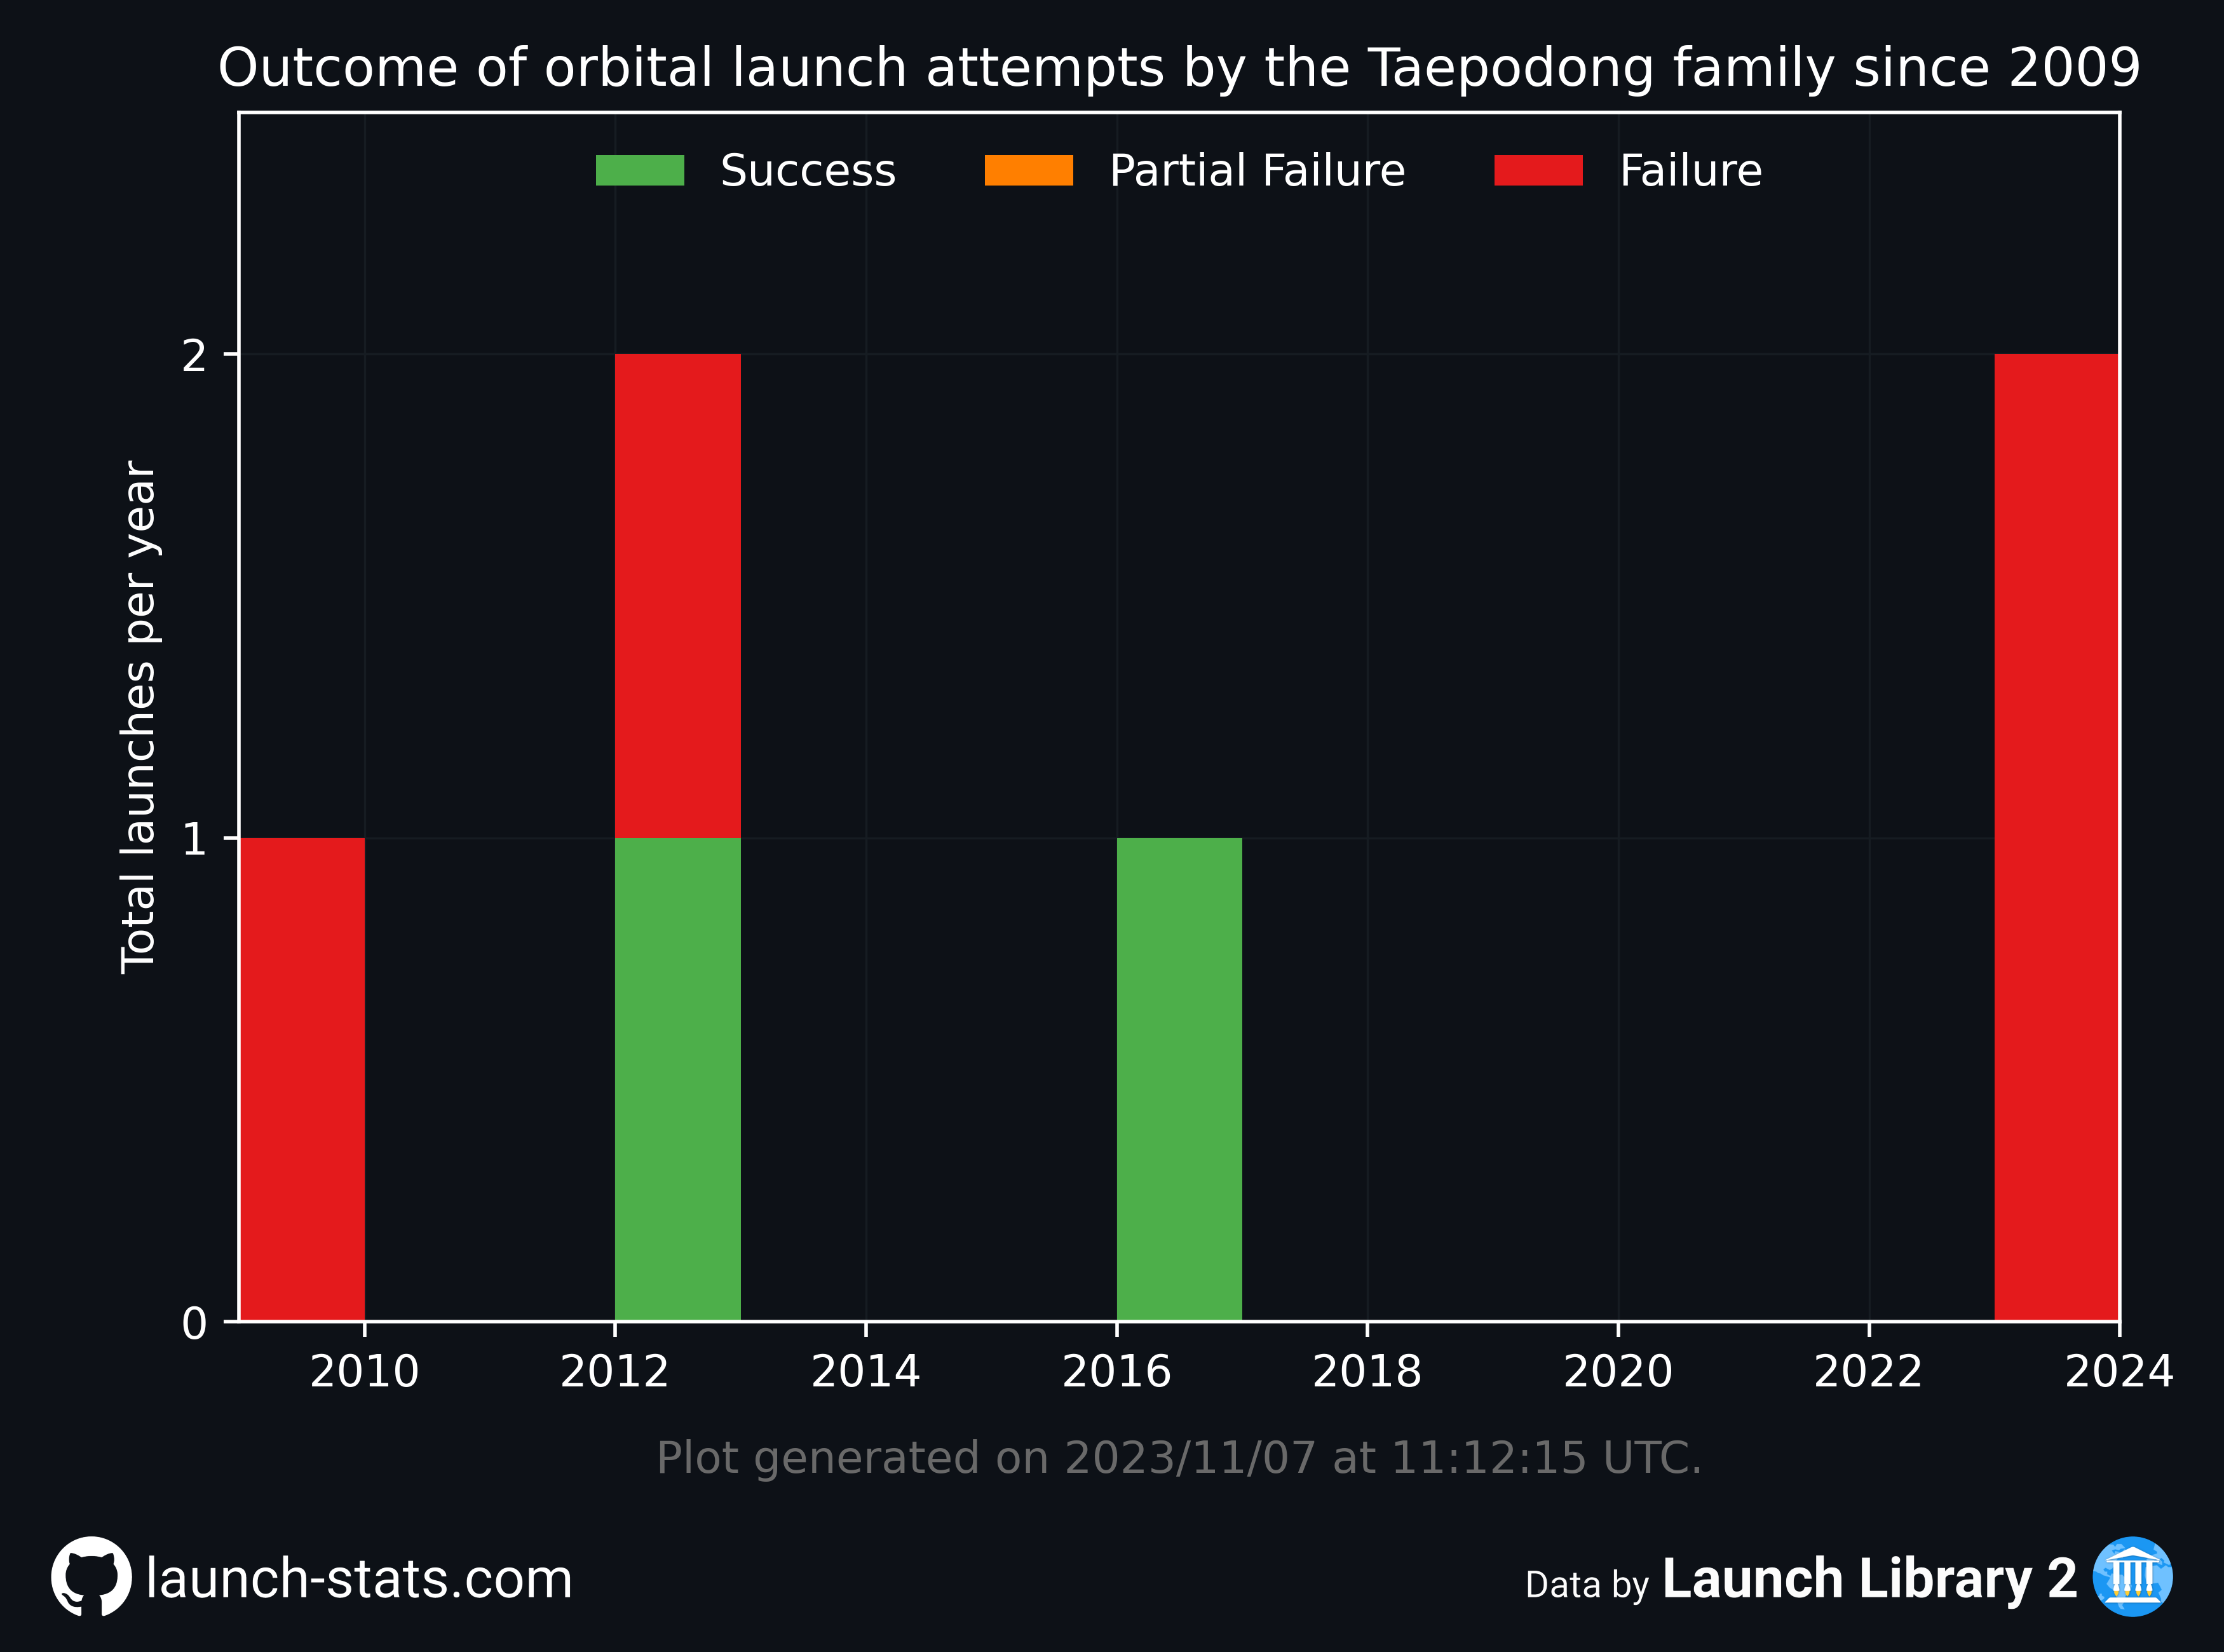 Outcome of orbital launch attempts by the Taepodong family since 2009
Success
Partial Failure
Failure
Total launches per year
2
1
0
2010
2012
2014
2016
2018
2020
2022
2024
Plot generated on 2023/11/07 at 11:12:15 UTC.
launch-stats.com
Data by Launch Library 2